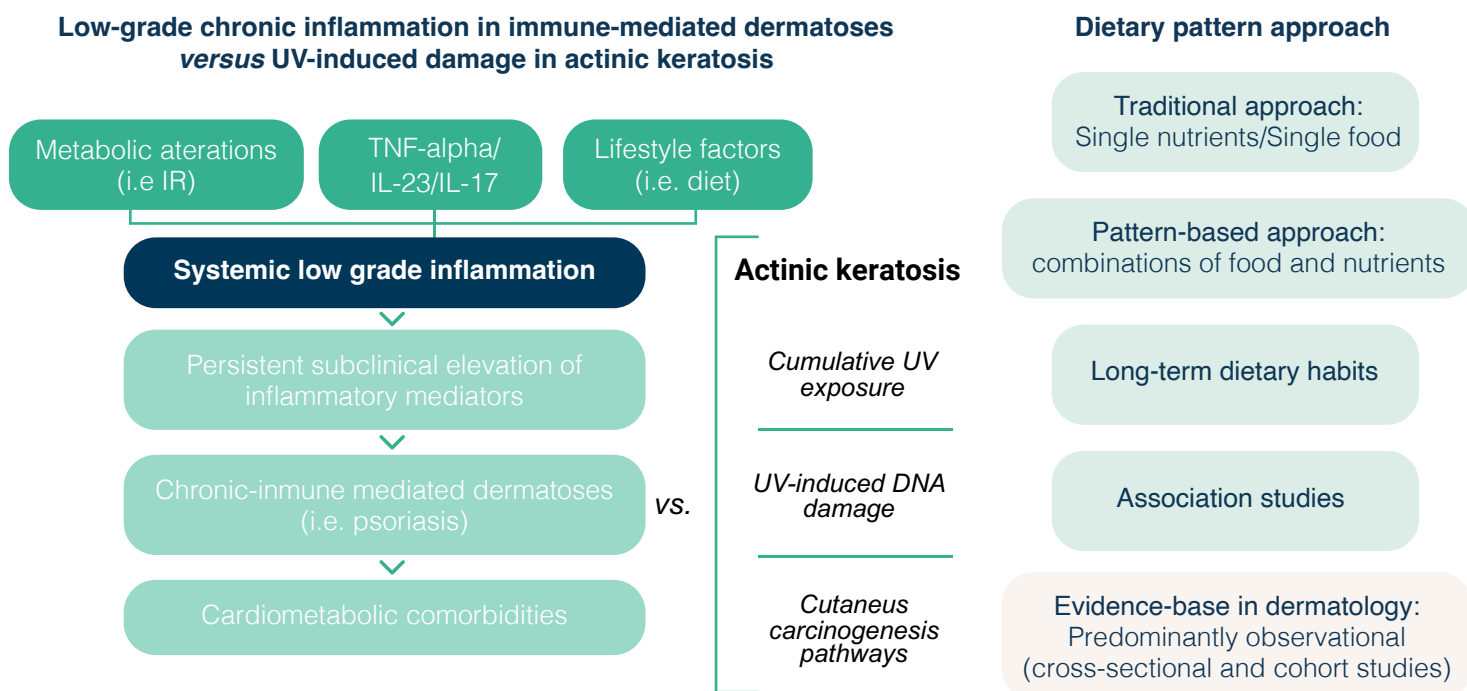 Low-grade chronic inflammation in immune-mediated dermatoses
versus UV-induced damage in actinic keratosis
Metabolic aterations
(i.e IR)
TNF-alpha/
IL-23/IL-17
Lifestyle factors
(i.e. diet)
Systemic low grade inflammation
Persistent subclinical elevation of
inflammatory mediators
Chronic-inmune mediated dermatoses
(i.e. psoriasis)
Cardiometabolic comorbidities
vs.
Actinic keratosis
Cumulative UV
exposure
UV-induced DNA
damage
Cutaneus
carcinogenesis
pathways
Dietary pattern approach
Traditional approach:
Single nutrients/Single food
Pattern-based approach:
combinations of food and nutrients
Long-term dietary habits
Association studies
Evidence-base in dermatology:
Predominantly observational
(cross-sectional and cohort studies)